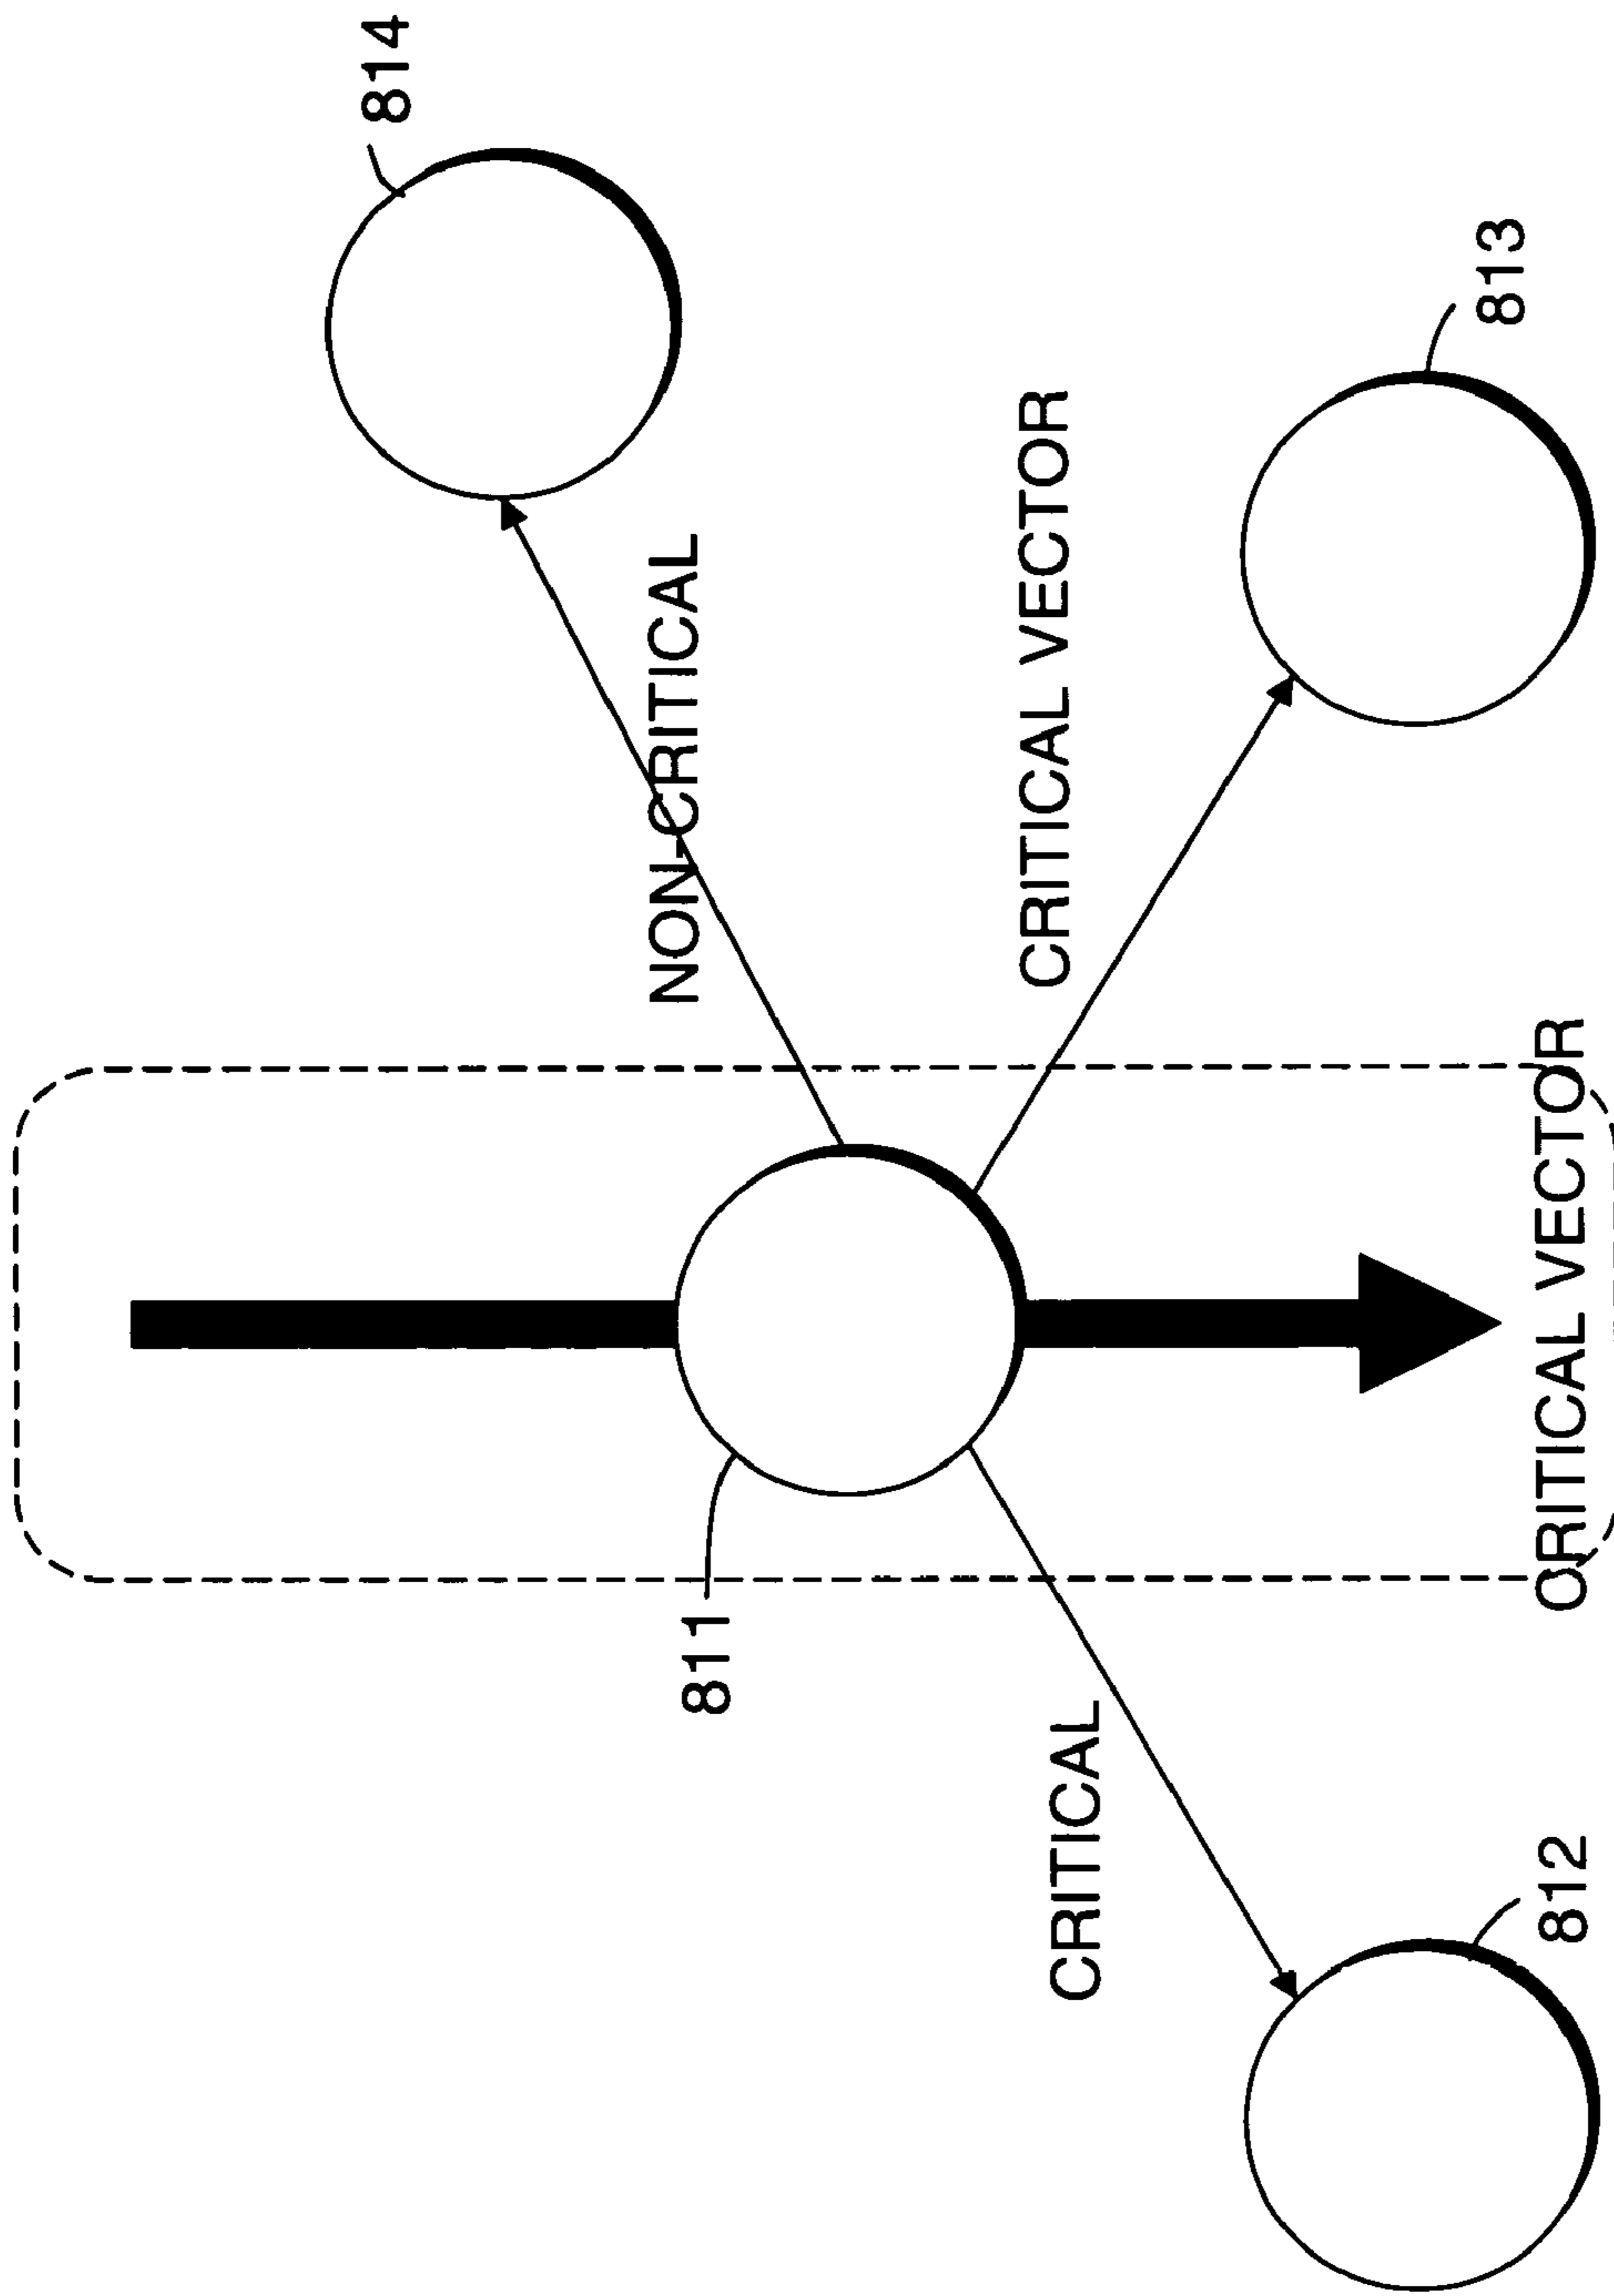 814
811
NON-CRITICAL
CRITICAL
CRITICAL VECTOR
812
CRITICAL VECTOR
813